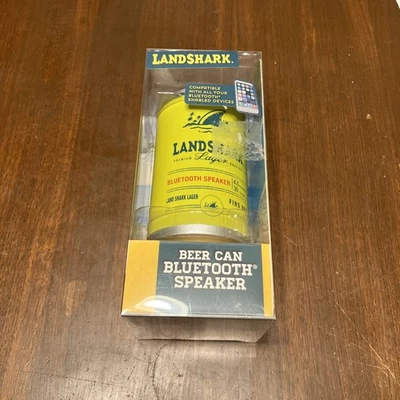 LANDSHARK.
COMPATIBLE
WITH ALL YOUR
BLUETOOTH®
ENABLED DEVICES
LANDSHARK
PREMIUM Lager
BLUETOOTH SPEAKER
LAND SHARK LAGER
BEER CAN
BLUETOOTH®
SPEAKER